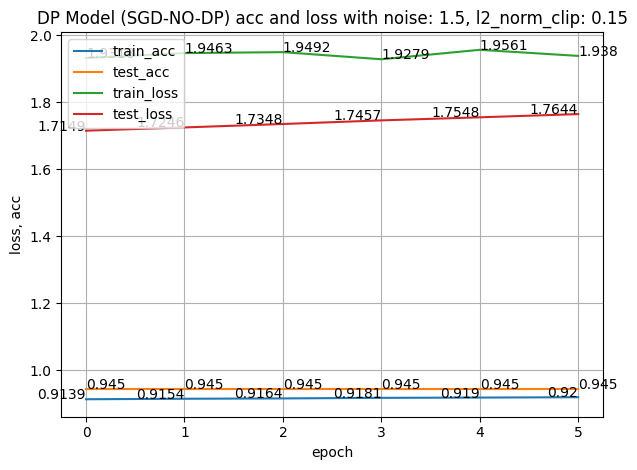 DP Model (SGD-NO-DP) acc and loss with noise: 1.5, l2_norm_clip: 0.15
2.0
1.9463 1.9492 1.9279 1.9561 1.938
train_acc
test_acc
train_loss
test_loss
1.8
1.7149 1.7246 1.7348 1.7457 1.7548 1.7644
1.6
loss, acc
1.4
1.2
1.0
0.945 0.945 0.945 0.945 0.945 0.945
0.9139 0.9154 0.9164 0.9181 0.919 0.92
0 1 2 3 4 5
epoch